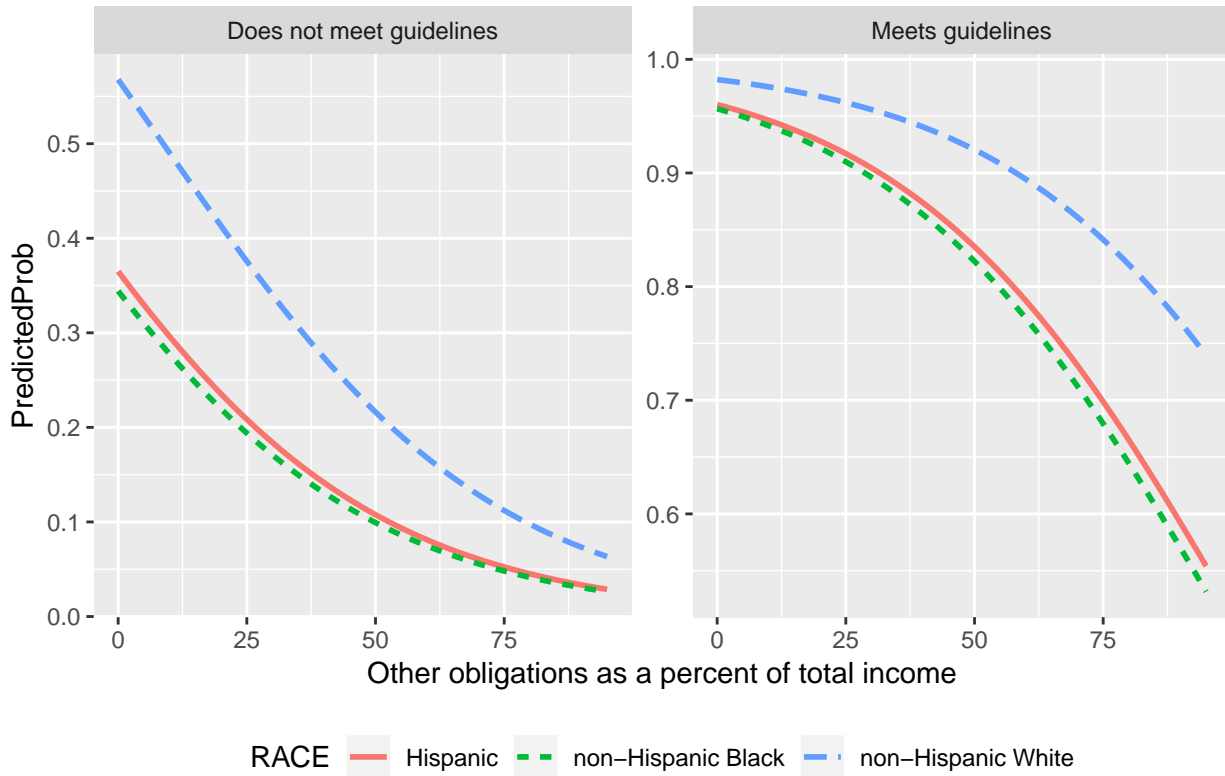 Does not meet guidelines
Meets guidelines
PredictedProb
0.5
0.4
0.3
0.2
0.1
0.0
1.0
0.9
0.8
0.7
0.6
0 25 50 75
0 25 50 75
Other obligations as a percent of total income
RACE Hispanic non−Hispanic Black non−Hispanic White